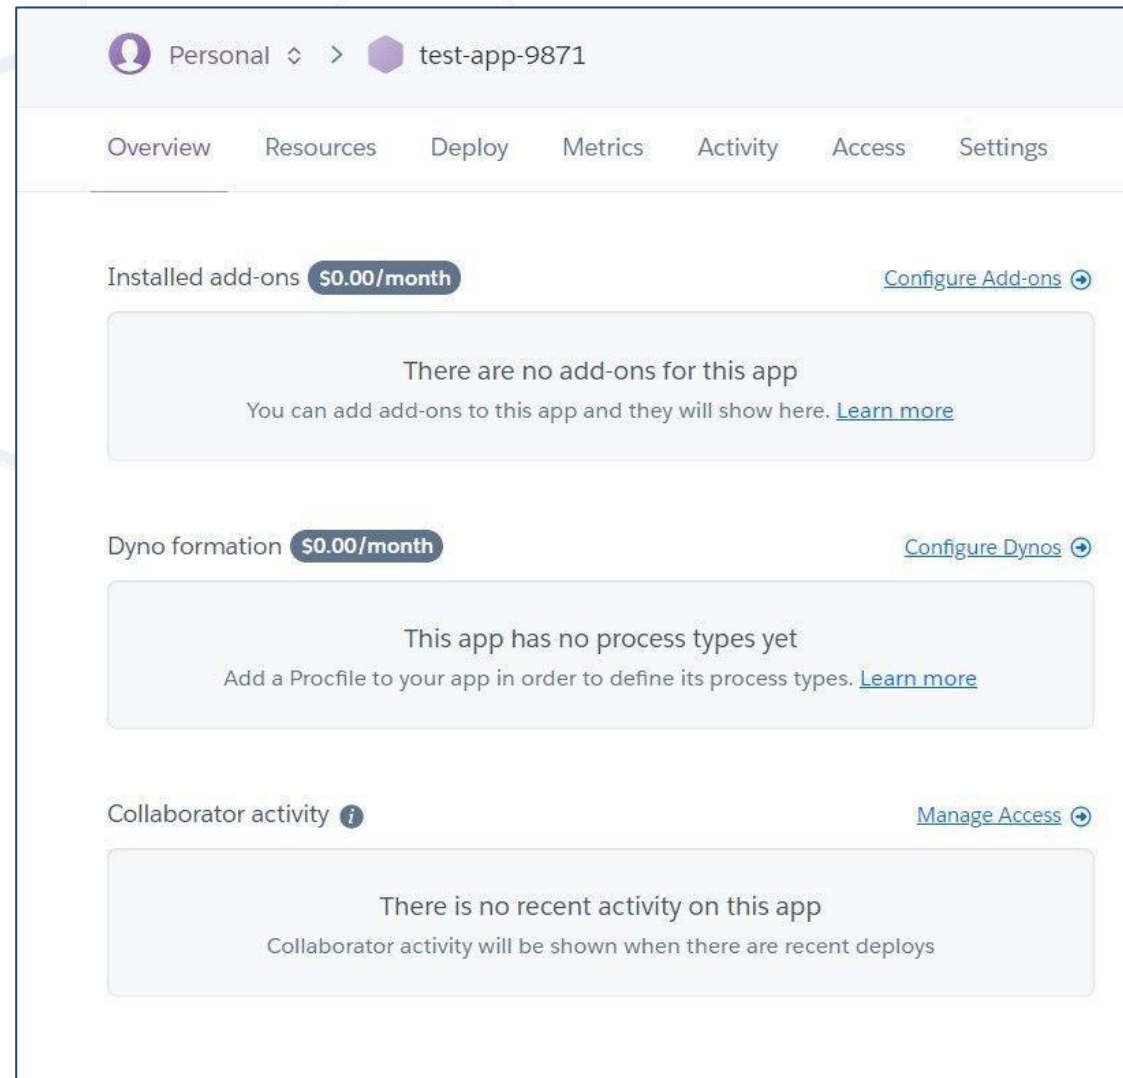 Personal > test-app-9871
Overview Resources Deploy Metrics Activity Access Settings
Installed add-ons $0.00/month Configure Add-ons
There are no add-ons for this app
You can add add-ons to this app and they will show here. Learn more
Dyno formation $0.00/month Configure Dynos
This app has no process types yet
Add a Procfile to your app in order to define its process types. Learn more
Collaborator activity i Manage Access
There is no recent activity on this app
Collaborator activity will be shown when there are recent deploys